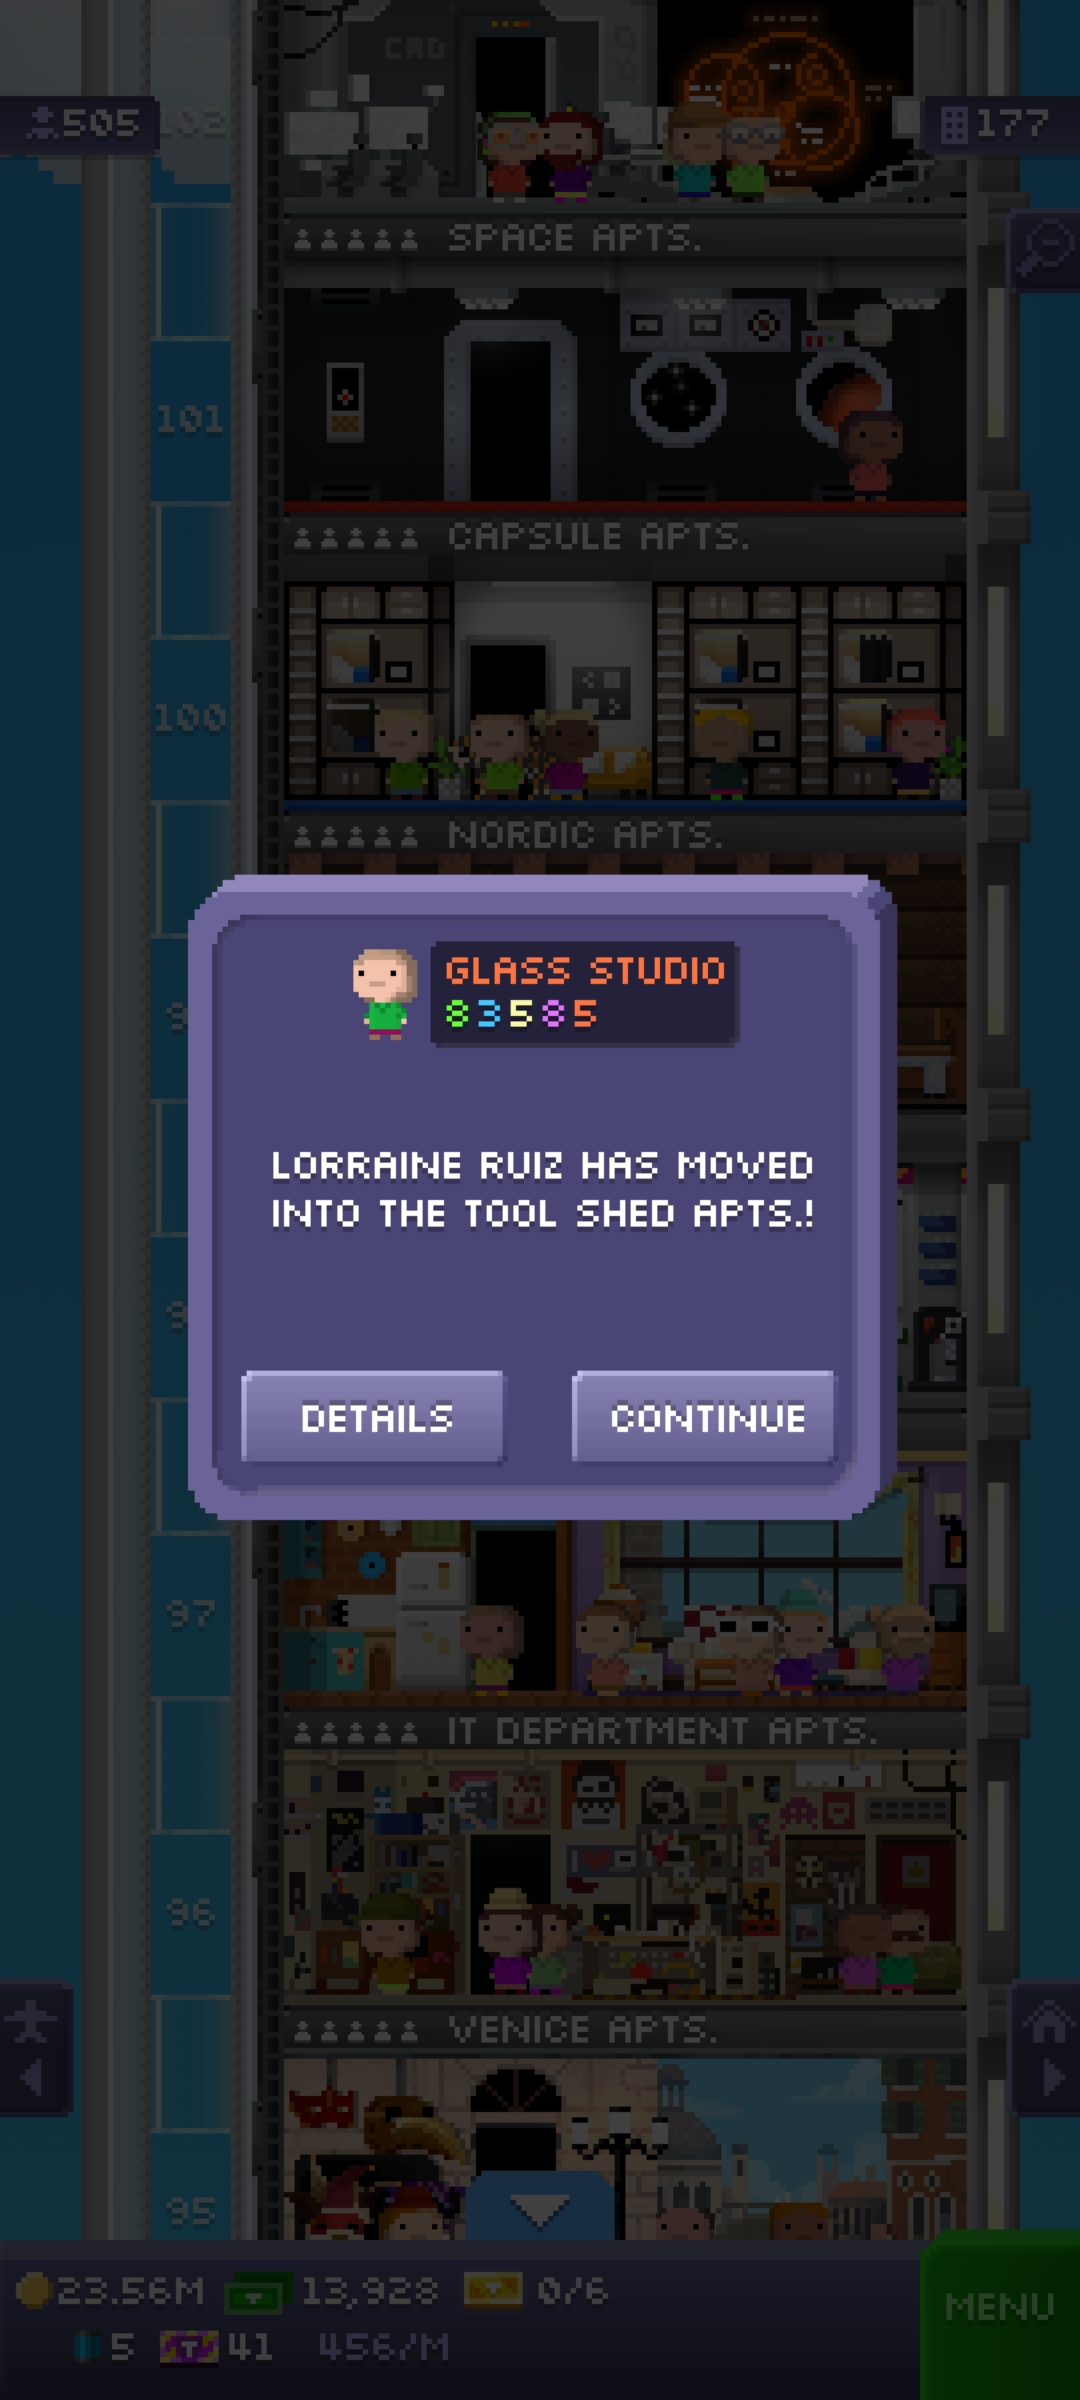 CMD
505
102
177
SPACE APTS.
101
CAPSULE APTS.
100
NORDIC APTS.
GLASS STUDIO
83585
LORRAINE RUIZ HAS MOVED
INTO THE TOOL SHED APTS.!
DETAILS
CONTINUE
97
IT DEPARTMENT APTS.
96
VENICE APTS.
95
23.56M
13,928
0/6
MENU
5
T
41
456/M